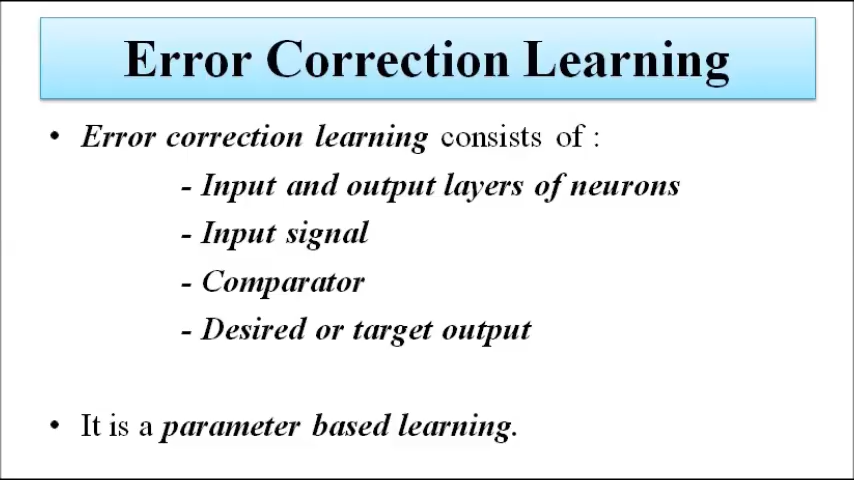 Error Correction Learning
• Error correction learning consists of :
- Input and output layers of neurons
- Input signal
- Comparator
- Desired or target output
• It is a parameter based learning.